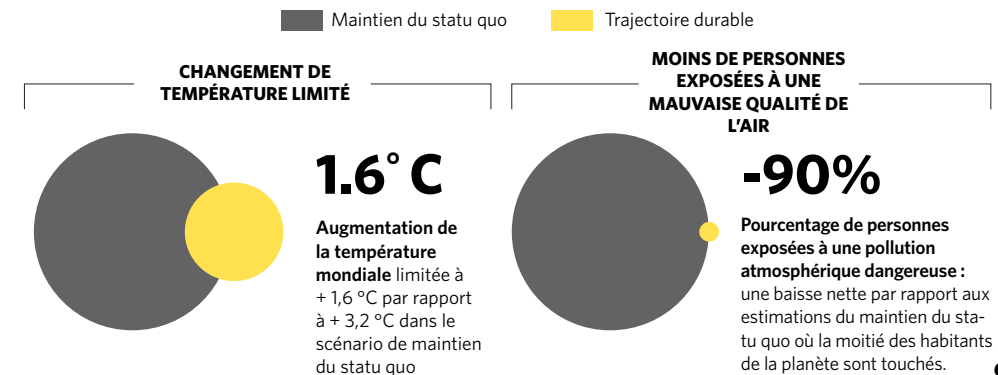 Maintien du statu quo
Trajectoire durable
CHANGEMENT DE
TEMPÉRATURE LIMITÉ
1.6° C
Augmentation de
la température
mondiale limitée à
+ 1,6 °C par rapport
à + 3,2 °C dans le
scénario de maintien
du statu quo
MOINS DE PERSONNES
EXPOSÉES À UNE
MAUVAISE QUALITÉ DE
L'AIR
-90%
Pourcentage de personnes
exposées à une pollution
atmosphérique dangereuse :
une baisse nette par rapport aux
estimations du maintien du sta-
tu quo où la moitié des habitants
de la planète sont touchés.